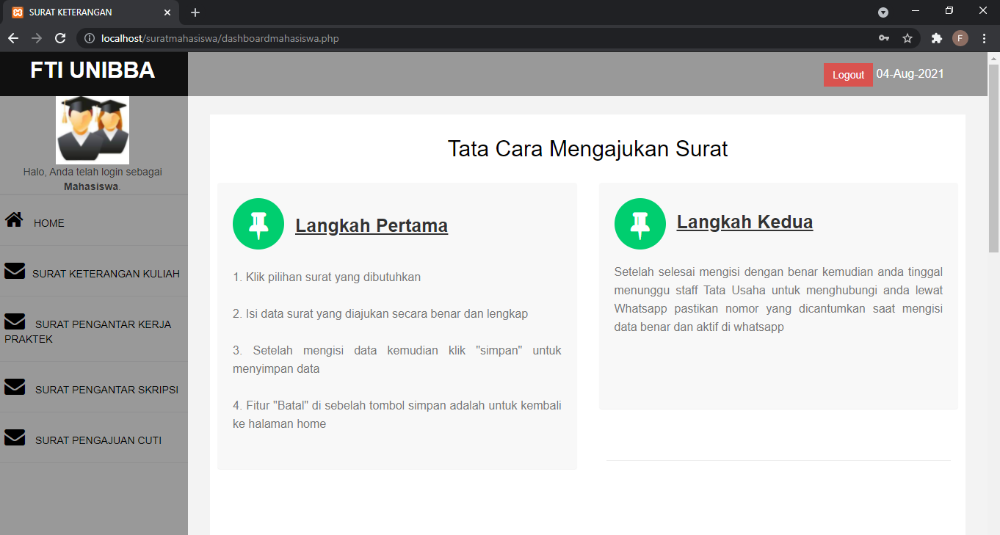 SURAT KETERANGAN
localhost/suratmahasiswa/dashboardmahasiswa.php
F
FTI UNIBBA
Logout 04-Aug-2021
Halo, Anda telah login sebagai
Mahasiswa.
HOME
SURAT KETERANGAN KULIAH
SURAT PENGANTAR KERJA
PRAKTEK
SURAT PENGANTAR SKRIPSI
SURAT PENGAJUAN CUTI
Tata Cara Mengajukan Surat
Langkah Pertama
1. Klik pilihan surat yang dibutuhkan
2. Isi data surat yang diajukan secara benar dan lengkap
3. Setelah mengisi data kemudian klik "simpan" untuk
menyimpan data
4. Fitur "Batal" di sebelah tombol simpan adalah untuk kembali
ke halaman home
Langkah Kedua
Setelah selesai mengisi dengan benar kemudian anda tinggal
menunggu staff Tata Usaha untuk menghubungi anda lewat
Whatsapp pastikan nomor yang dicantumkan saat mengisi
data benar dan aktif di whatsapp